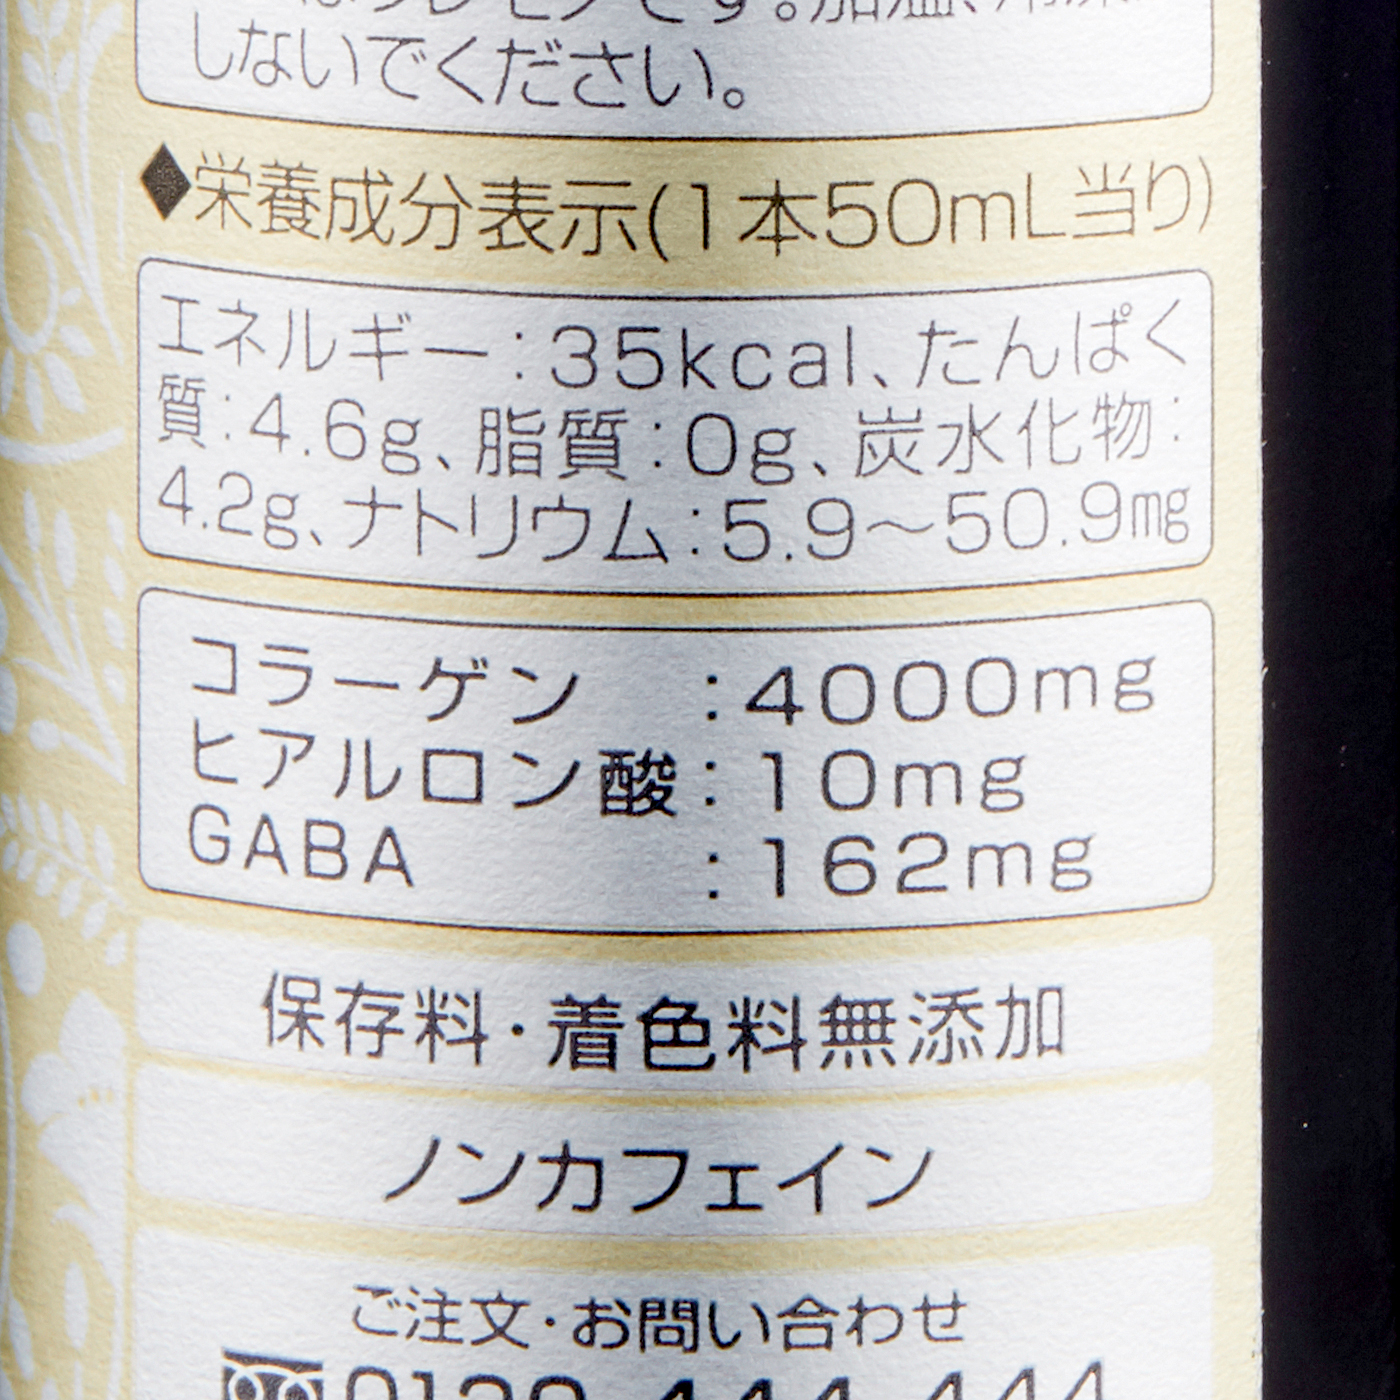 しないでください。
◆栄養成分表示(1本50mL当り)
エネルギー:35kcal、たんぱく
質:4.6g、脂質:0g、炭水化物:
4.2g、ナトリウム:5.9〜50.9㎎
コラーゲン :4000mg
ヒアルロン酸:10mg
GABA :162mg
保存料・着色料無添加
ノンカフェイン
ご注文・お問い合わせ